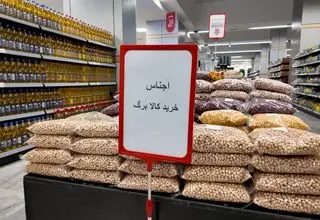 اجناس
خرید کالا برگ